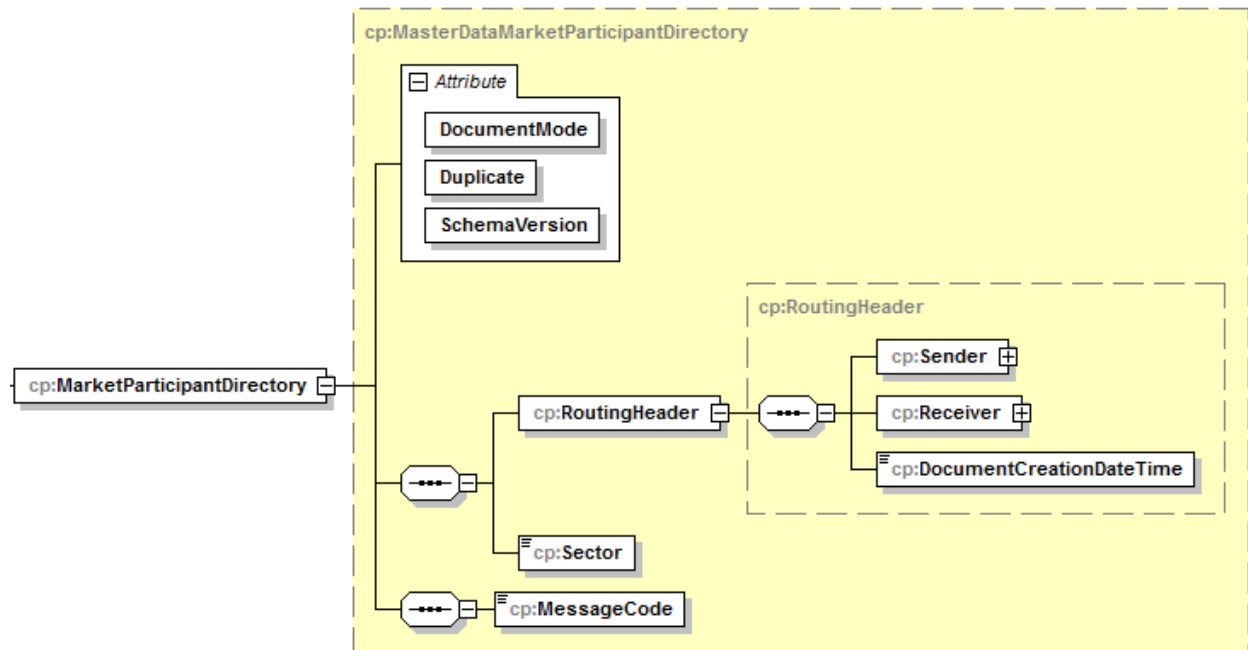 cp:MasterDataMarketParticipantDirectory
Attribute
DocumentMode
Duplicate
SchemaVersion
cp:RoutingHeader
cp:Sender
cp:MarketParticipantDirectory
cp:RoutingHeader
cp:Receiver
cp:DocumentCreationDateTime
cp:Sector
cp:MessageCode